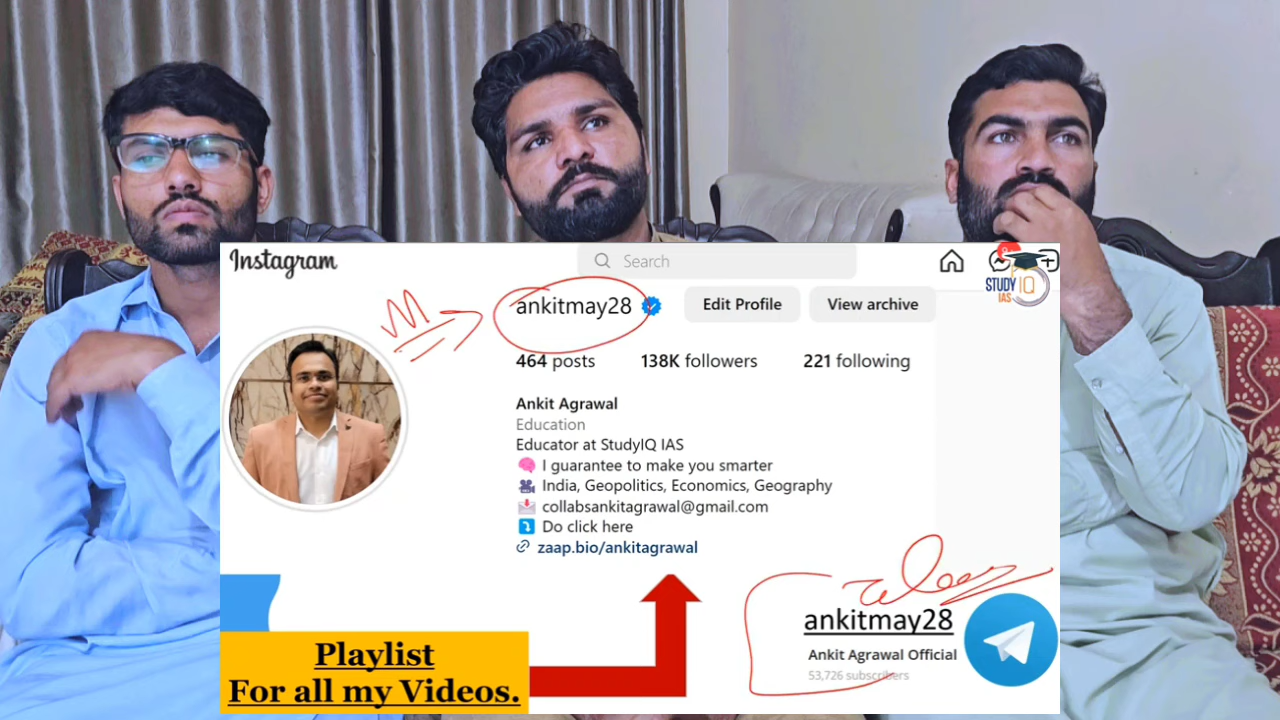 Instagram
Search
STUDY IQ
IAS
ankitmay28
Edit Profile
View archive
464 posts 138K followers 221 following
Ankit Agrawal
Education
Educator at StudyIQ IAS
I guarantee to make you smarter
India, Geopolitics, Economics, Geography
collabsankitagrawal@gmail.com
Do click here
zaap.bio/ankitagrawal
ankitmay28
Ankit Agrawal Official
53,726 subscribers
Playlist
For all my Videos.